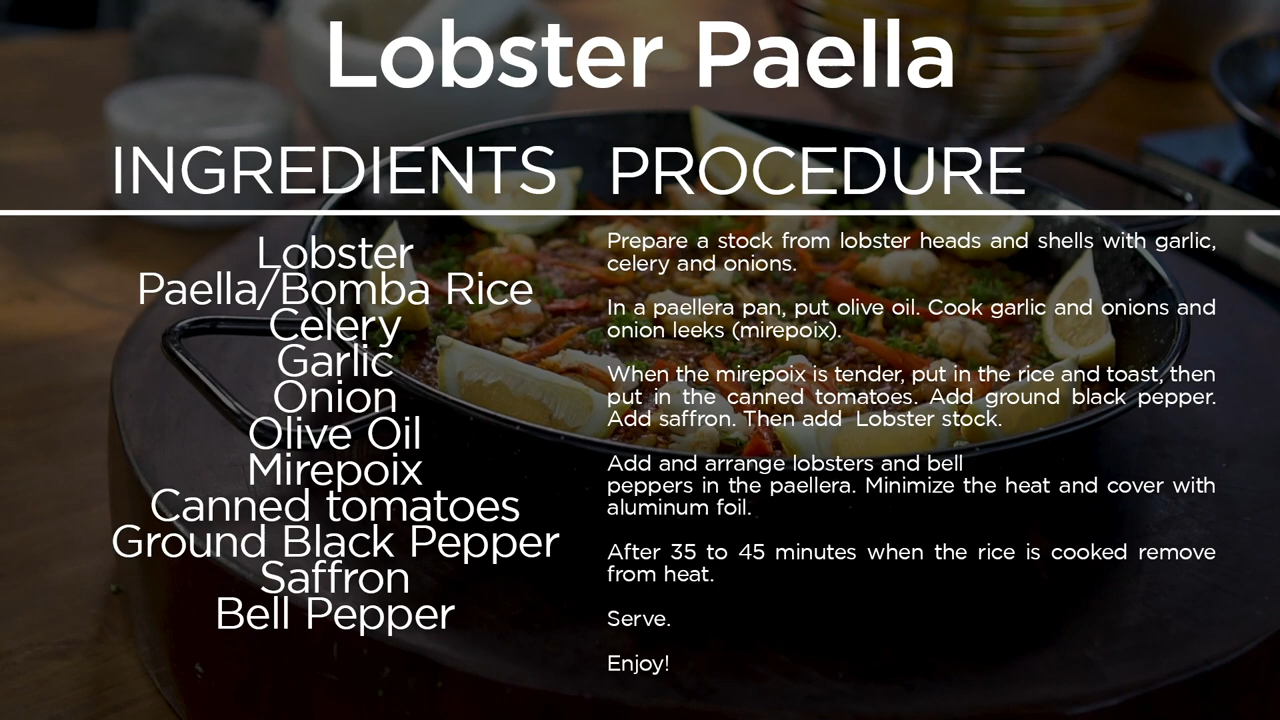 Lobster Paella
INGREDIENTS
Lobster
Paella/Bomba Rice
Celery
Garlic
Onion
Olive Oil
Mirepoix
Canned tomatoes
Ground Black Pepper
Saffron
Bell Pepper
PROCEDURE
Prepare a stock from lobster heads and shells with garlic,
celery and onions.
In a paellera pan, put olive oil. Cook garlic and onions and
onion leeks (mirepoix).
When the mirepoix is tender, put in the rice and toast, then
put in the canned tomatoes. Add ground black pepper.
Add saffron. Then add  Lobster stock.
Add and arrange lobsters and bell
peppers in the paellera. Minimize the heat and cover with
aluminum foil.
After 35 to 45 minutes when the rice is cooked remove
from heat.
Serve.
Enjoy!